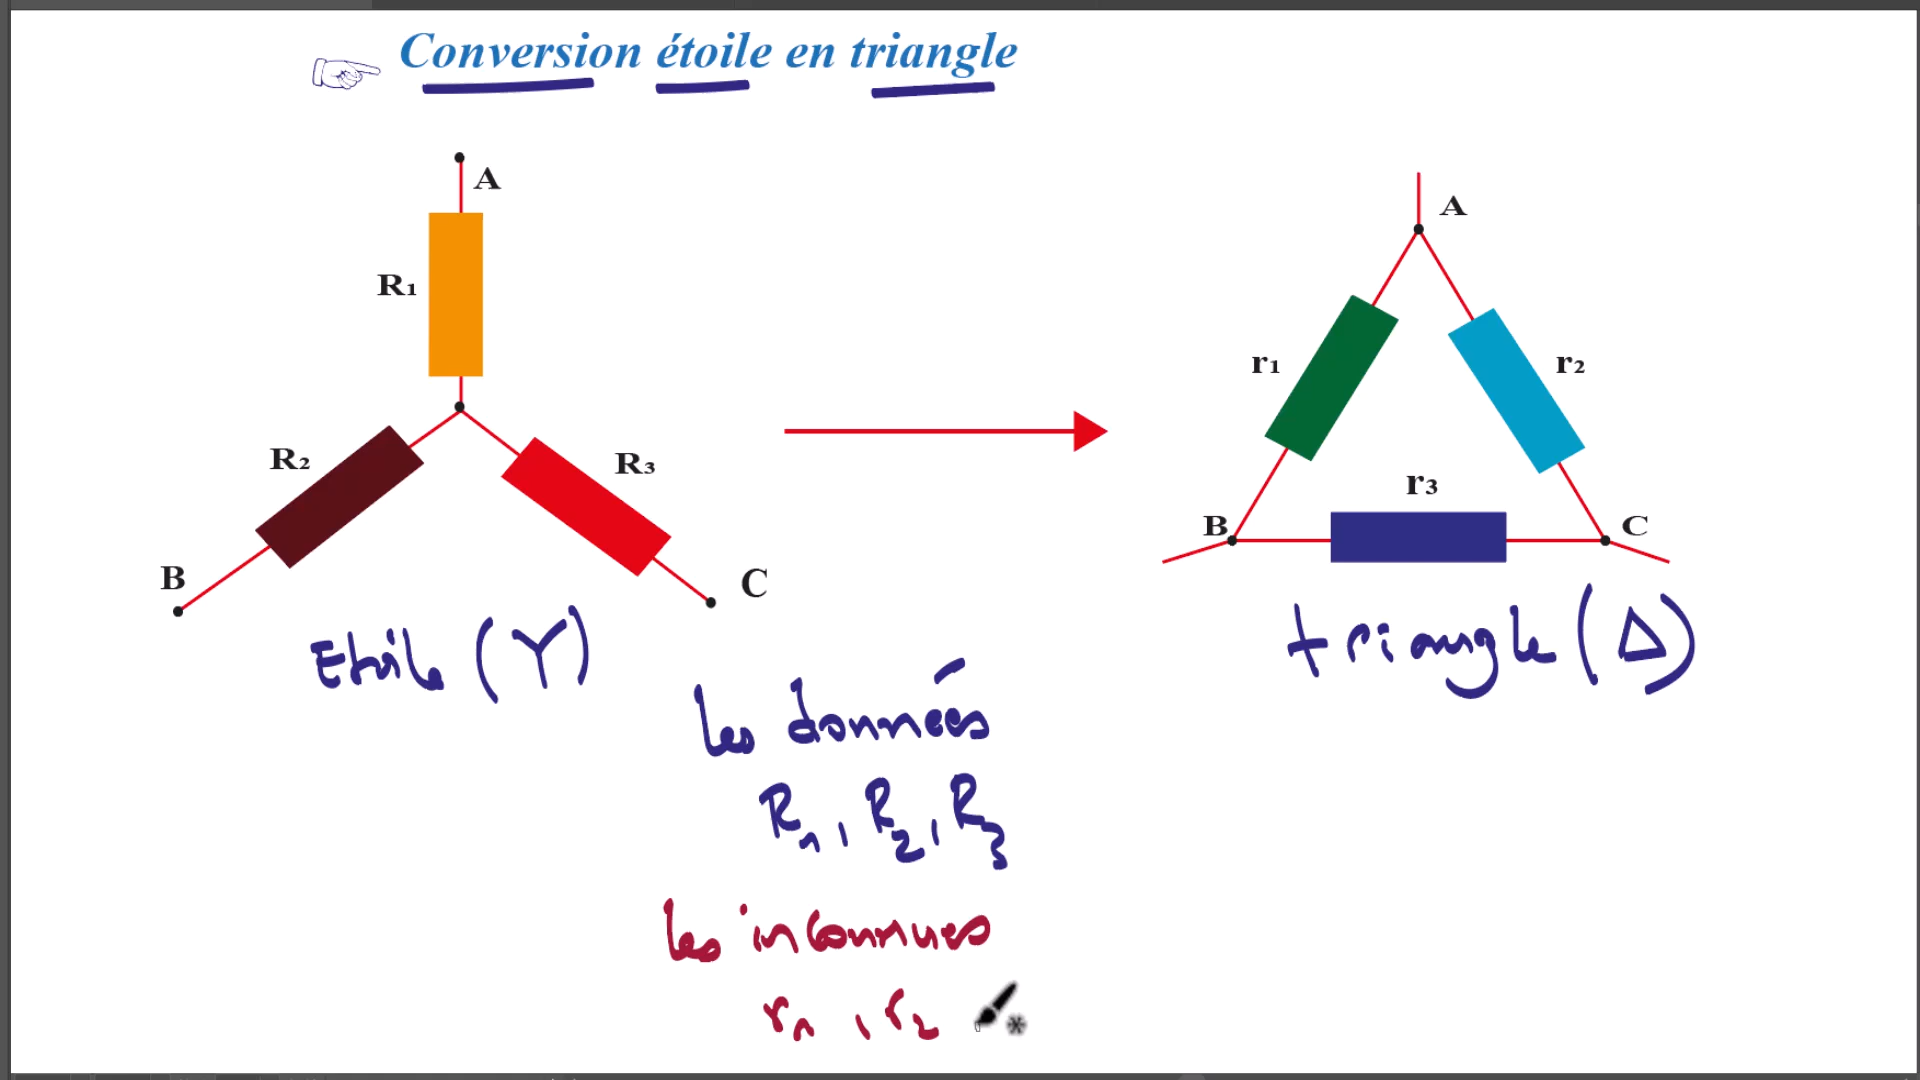 Conversion étoile en triangle
A
R₁
R₂
R₃
B
C
A
r₁
r₂
r₃
B
C
Etoile (Y)
triangle (Δ)
les données
R₁, R₂, R₃
les inconnues
r₁, r₂